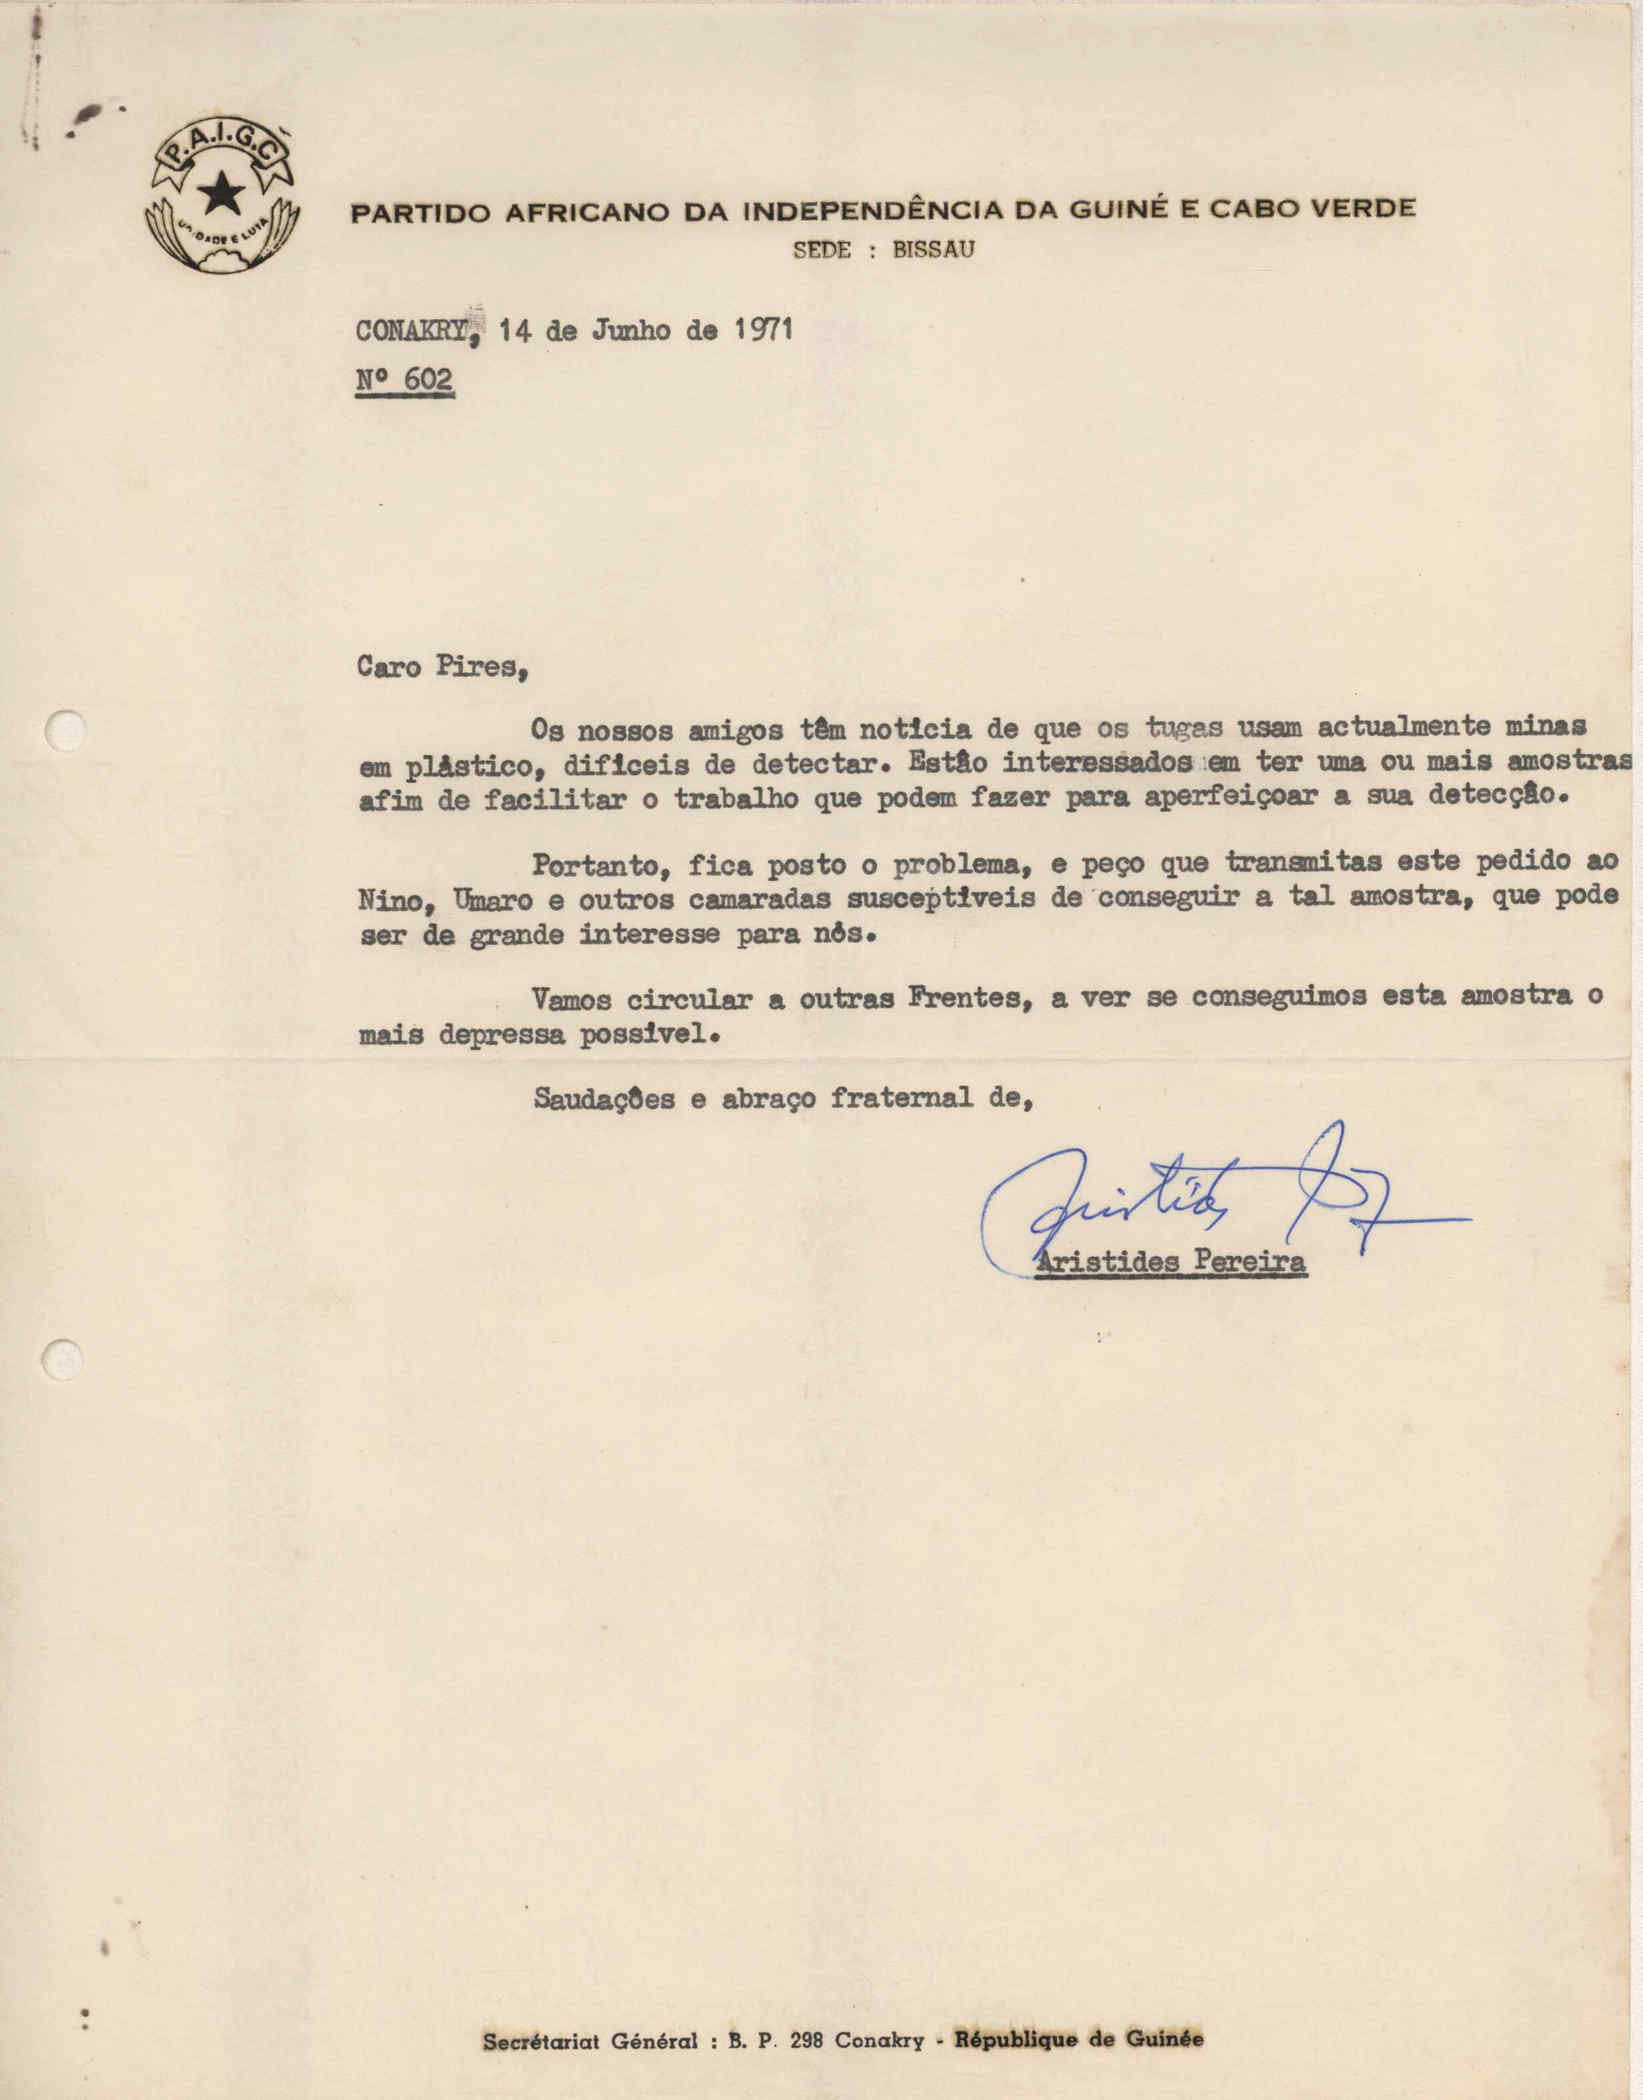 P.A.I.G.C
UNIDADE E LUTA
PARTIDO AFRICANO DA INDEPENDÊNCIA DA GUINÉ E CABO VERDE
SEDE : BISSAU
CONAKRY, 14 de Junho de 1971
Nº 602
Caro Pires,
Os nossos amigos têm noticia de que os tugas usam actualmente minas
em plástico, dificeis de detectar. Estão interessados em ter uma ou mais amostras
afim de facilitar o trabalho que podem fazer para aperfeiçoar a sua detecção.
Portanto, fica posto o problema, e peço que transmitas este pedido ao
Nino, Umaro e outros camaradas susceptíveis de conseguir a tal amostra, que pode
ser de grande interesse para nós.
Vamos circular a outras Frentes, a ver se conseguimos esta amostra o
mais depressa possível.
Saudações e abraço fraternal de,
Aristides Pereira
Secrétariat Général : B. P. 298 Conakry - République de Guinée